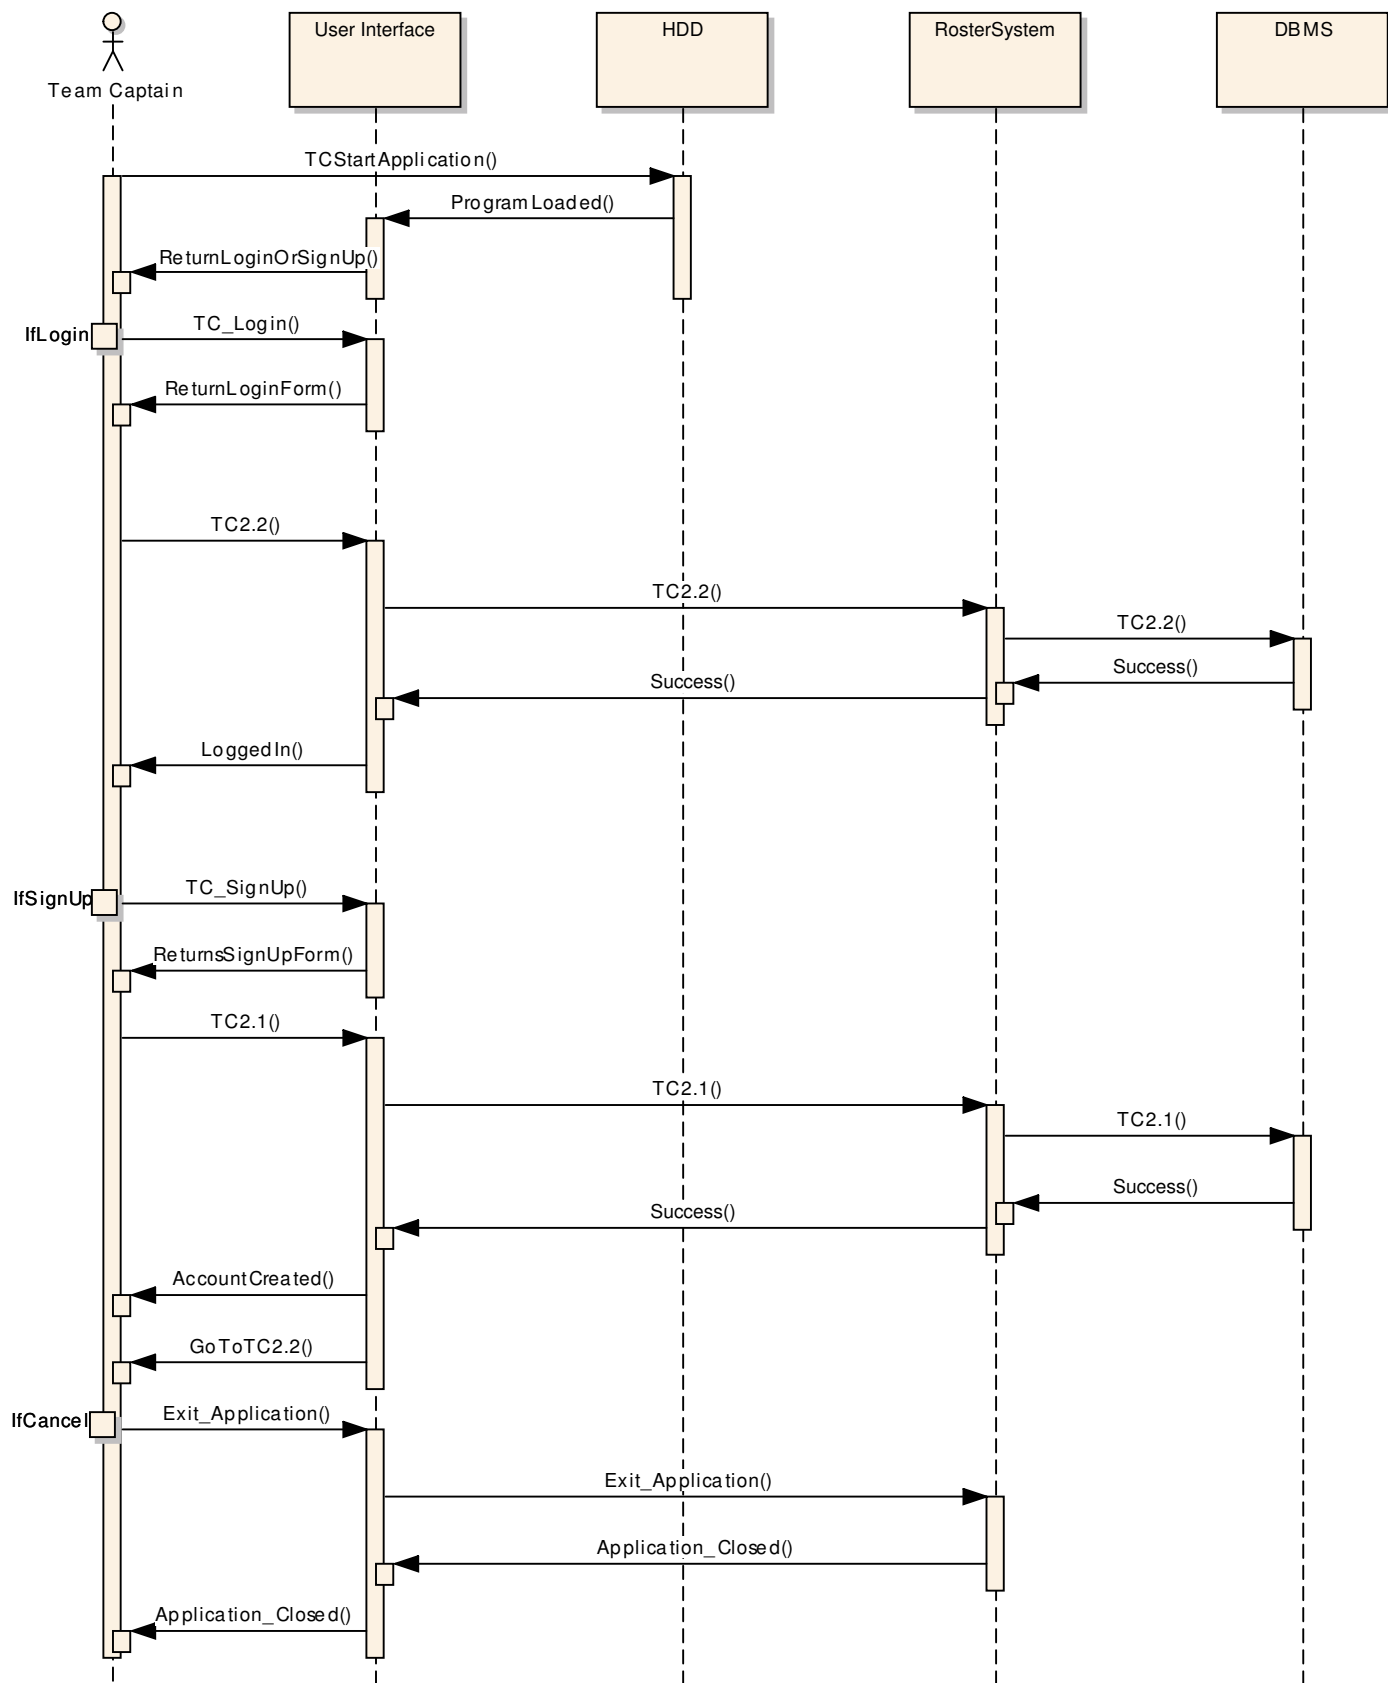 User Interface
HDD
RosterSystem
DBMS
Team Captain
TCStartApplication()
ProgramLoaded()
ReturnLoginOrSignUp()
IfLogin
TC_Login()
ReturnLoginForm()
TC2.2()
TC2.2()
TC2.2()
Success()
Success()
LoggedIn()
IfSignUp
TC_SignUp()
ReturnsSignUpForm()
TC2.1()
TC2.1()
TC2.1()
Success()
Success()
AccountCreated()
GoToTC2.2()
IfCancel
Exit_Application()
Exit_Application()
Application_Closed()
Application_Closed()